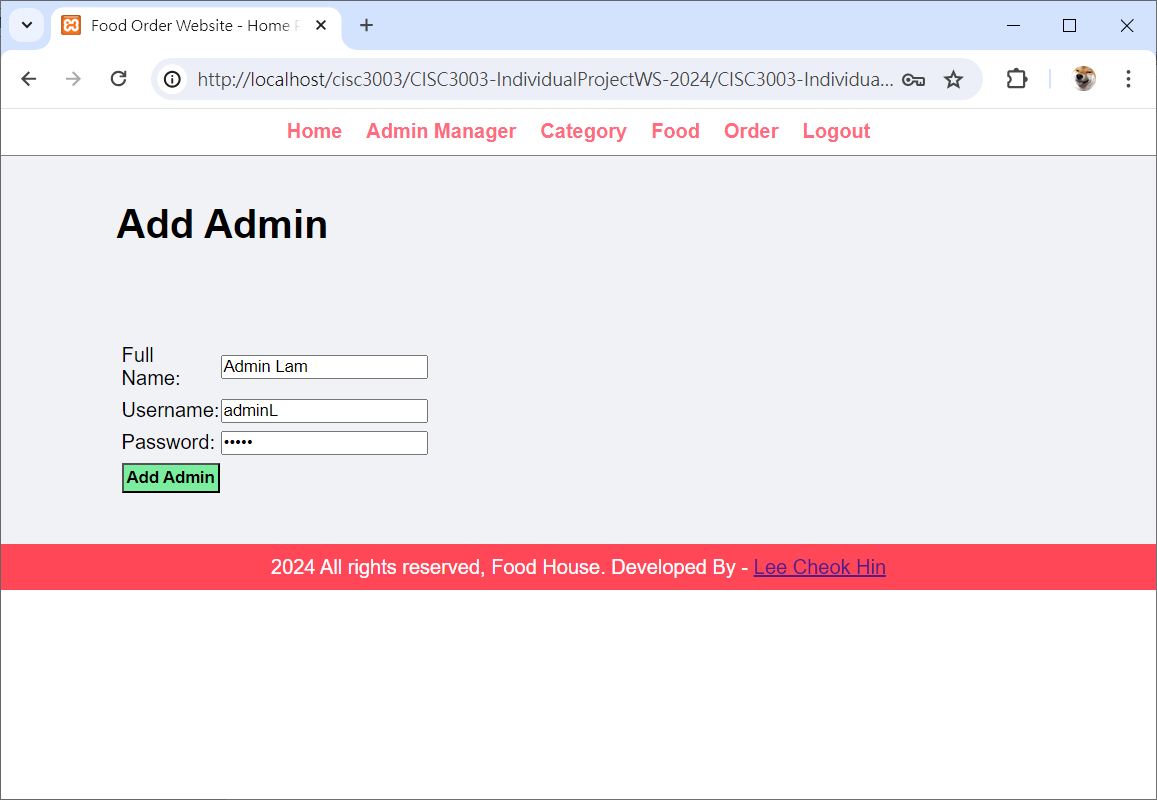 Food Order Website - Home
http://localhost/cisc3003/CISC3003-IndividualProjectWS-2024/CISC3003-Individua...
Home Admin Manager Category Food Order Logout
Add Admin
Full
Name:
Admin Lam
Username: adminL
Password: •••••
Add Admin
2024 All rights reserved, Food House. Developed By - Lee Cheok Hin